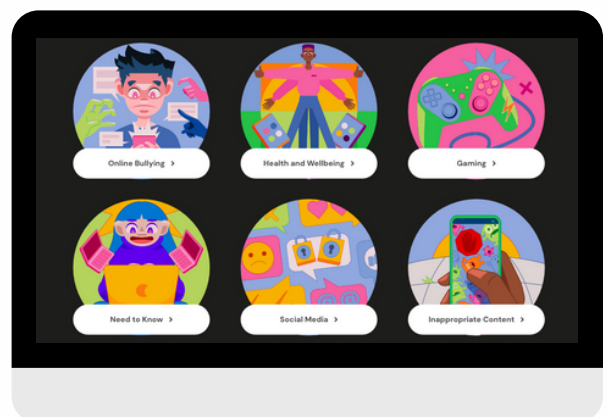 Online Bullying >
Health and Wellbeing >
Gaming >
Need to Know >
Social Media >
Inappropriate Content >